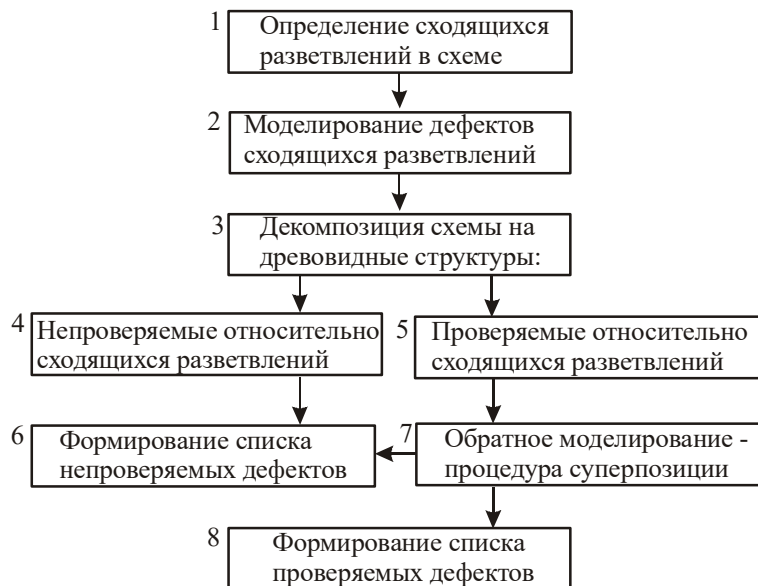 1
Определение сходящихся
разветвлений в схеме
2
Моделирование дефектов
сходящихся разветвлений
3
Декомпозиция схемы на
древовидные структуры:
4
Непроверяемые относительно
сходящихся разветвлений
5
Проверяемые относительно
сходящихся разветвлений
6
Формирование списка
непроверяемых дефектов
7
Обратное моделирование -
процедура суперпозиции
8
Формирование списка
проверяемых дефектов